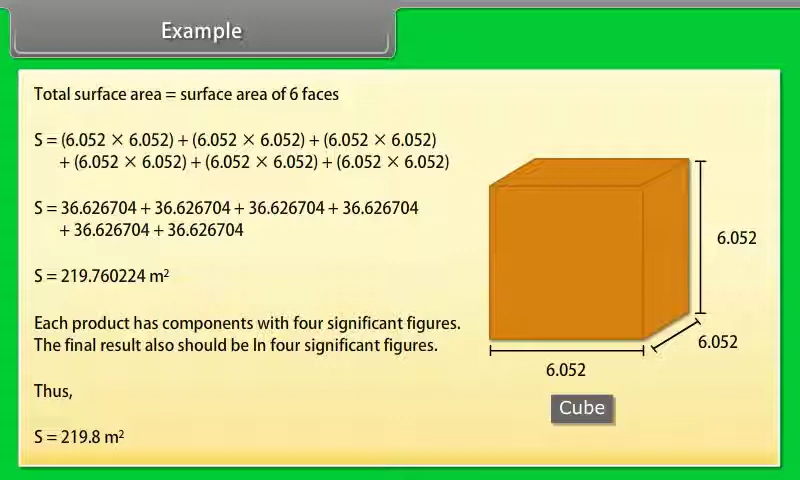 Example
Total surface area = surface area of 6 faces
S = (6.052 × 6.052) + (6.052 × 6.052) + (6.052 × 6.052)
+ (6.052 × 6.052) + (6.052 × 6.052) + (6.052 × 6.052)
S = 36.626704 + 36.626704 + 36.626704 + 36.626704
+ 36.626704 + 36.626704
S = 219.760224 m²
Each product has components with four significant figures.
The final result also should be In four significant figures.
Thus,
S = 219.8 m²
6.052
6.052
6.052
Cube